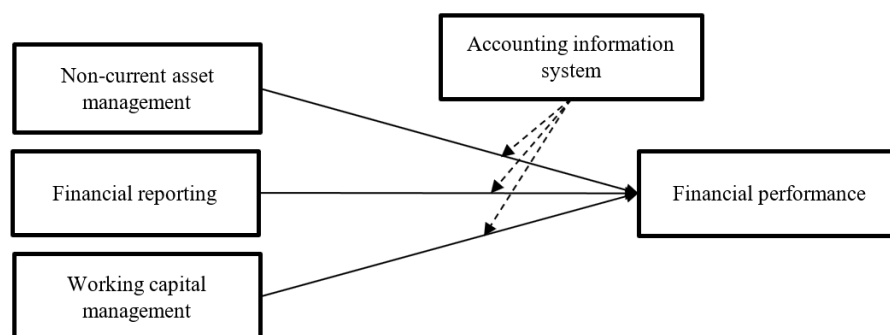 Accounting information
system
Non-current asset
management
Financial reporting
Financial performance
Working capital
management